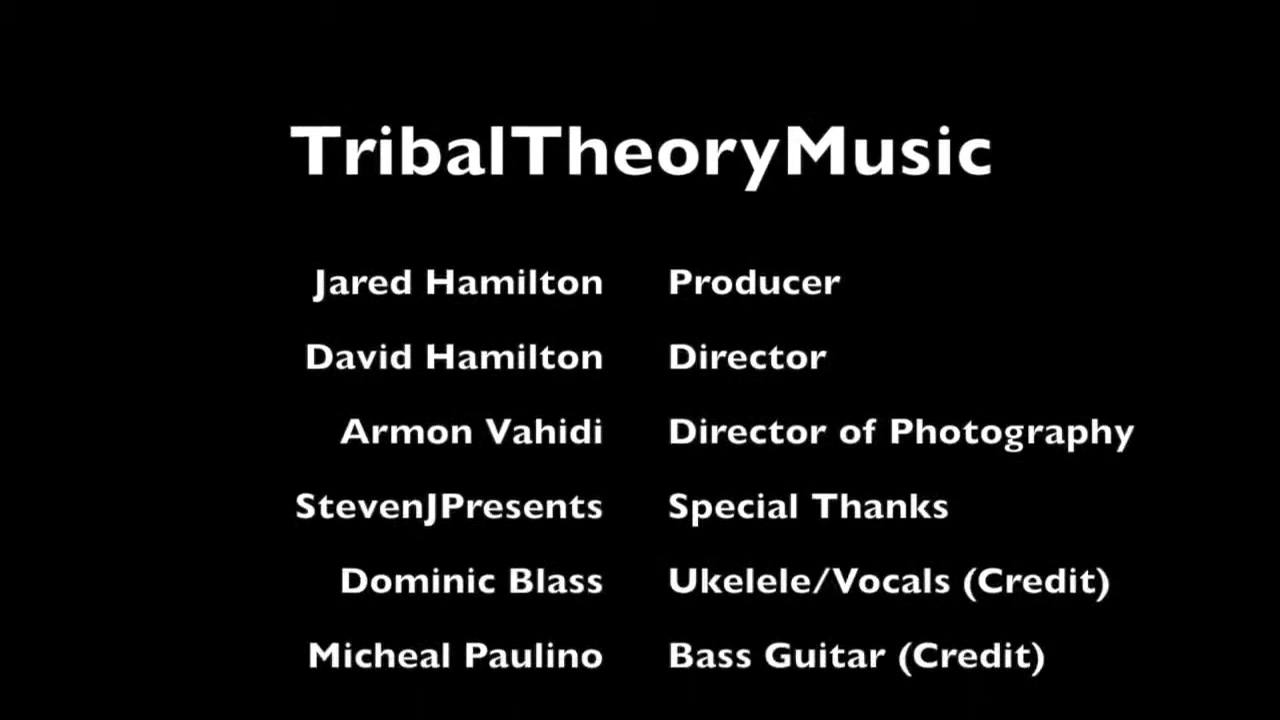 TribalTheoryMusic
Jared Hamilton Producer
David Hamilton Director
Armon Vahidi Director of Photography
StevenJPresents Special Thanks
Dominic Blass Ukelele/Vocals (Credit)
Micheal Paulino Bass Guitar (Credit)